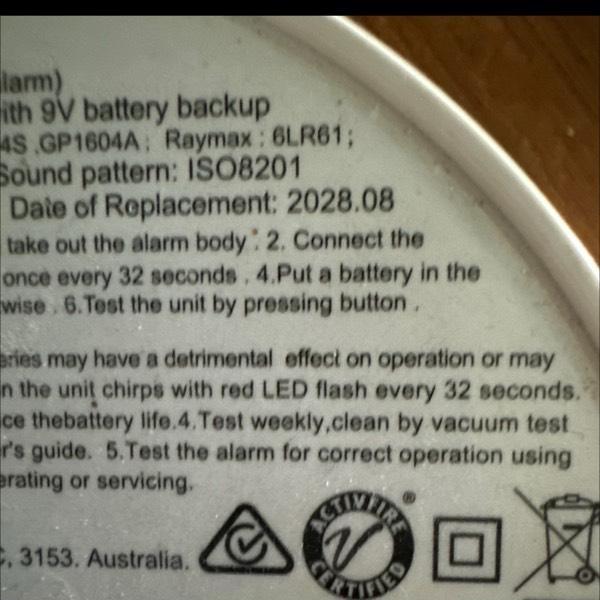 larm)
ith 9V battery backup
4S .GP1604A ; Raymax : 6LR61;
Sound pattern: ISO8201
Date of Replacement: 2028.08
take out the alarm body . 2. Connect the
once every 32 seconds . 4.Put a battery in the
wise . 6.Test the unit by pressing button .
eries may have a detrimental effect on operation or may
n the unit chirps with red LED flash every 32 seconds.
ce thebattery life.4.Test weekly,clean by vacuum test
r's guide. 5.Test the alarm for correct operation using
erating or servicing.
ACTIVFIRE ®
CERTIFIED
C, 3153. Australia.